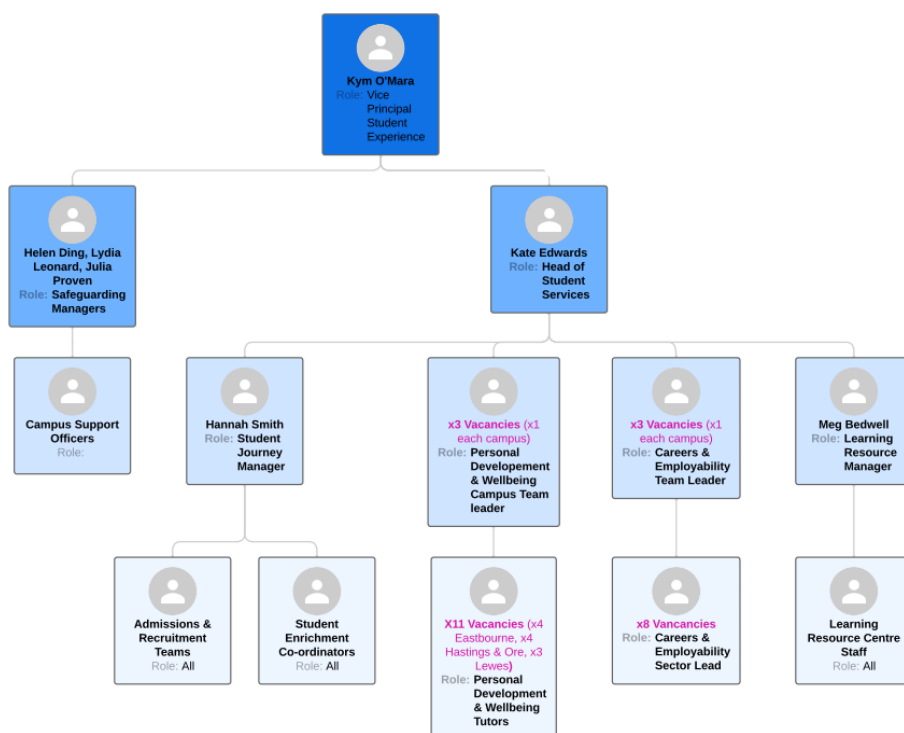 Kym O'Mara
Role: Vice
Principal
Student
Experience
Helen Ding, Lydia
Leonard, Julia
Proven
Role: Safeguarding
Managers
Kate Edwards
Role: Head of
Student
Services
Campus Support
Officers
Role:
Hannah Smith
Role: Student
Journey
Manager
x3 Vacancies (x1
each campus)
Role: Personal
Developement
& Wellbeing
Campus Team
leader
x3 Vacancies (x1
each campus)
Role: Careers &
Employability
Team Leader
Meg Bedwell
Role: Learning
Resource
Manager
Admissions &
Recruitment
Teams
Role: All
Student
Enrichment
Co-ordinators
Role: All
X11 Vacancies (x4
Eastbourne, x4
Hastings & Ore, x3
Lewes)
Role: Personal
Development
& Wellbeing
Tutors
x8 Vancancies
Role: Careers &
Employability
Sector Lead
Learning
Resource Centre
Staff
Role: All